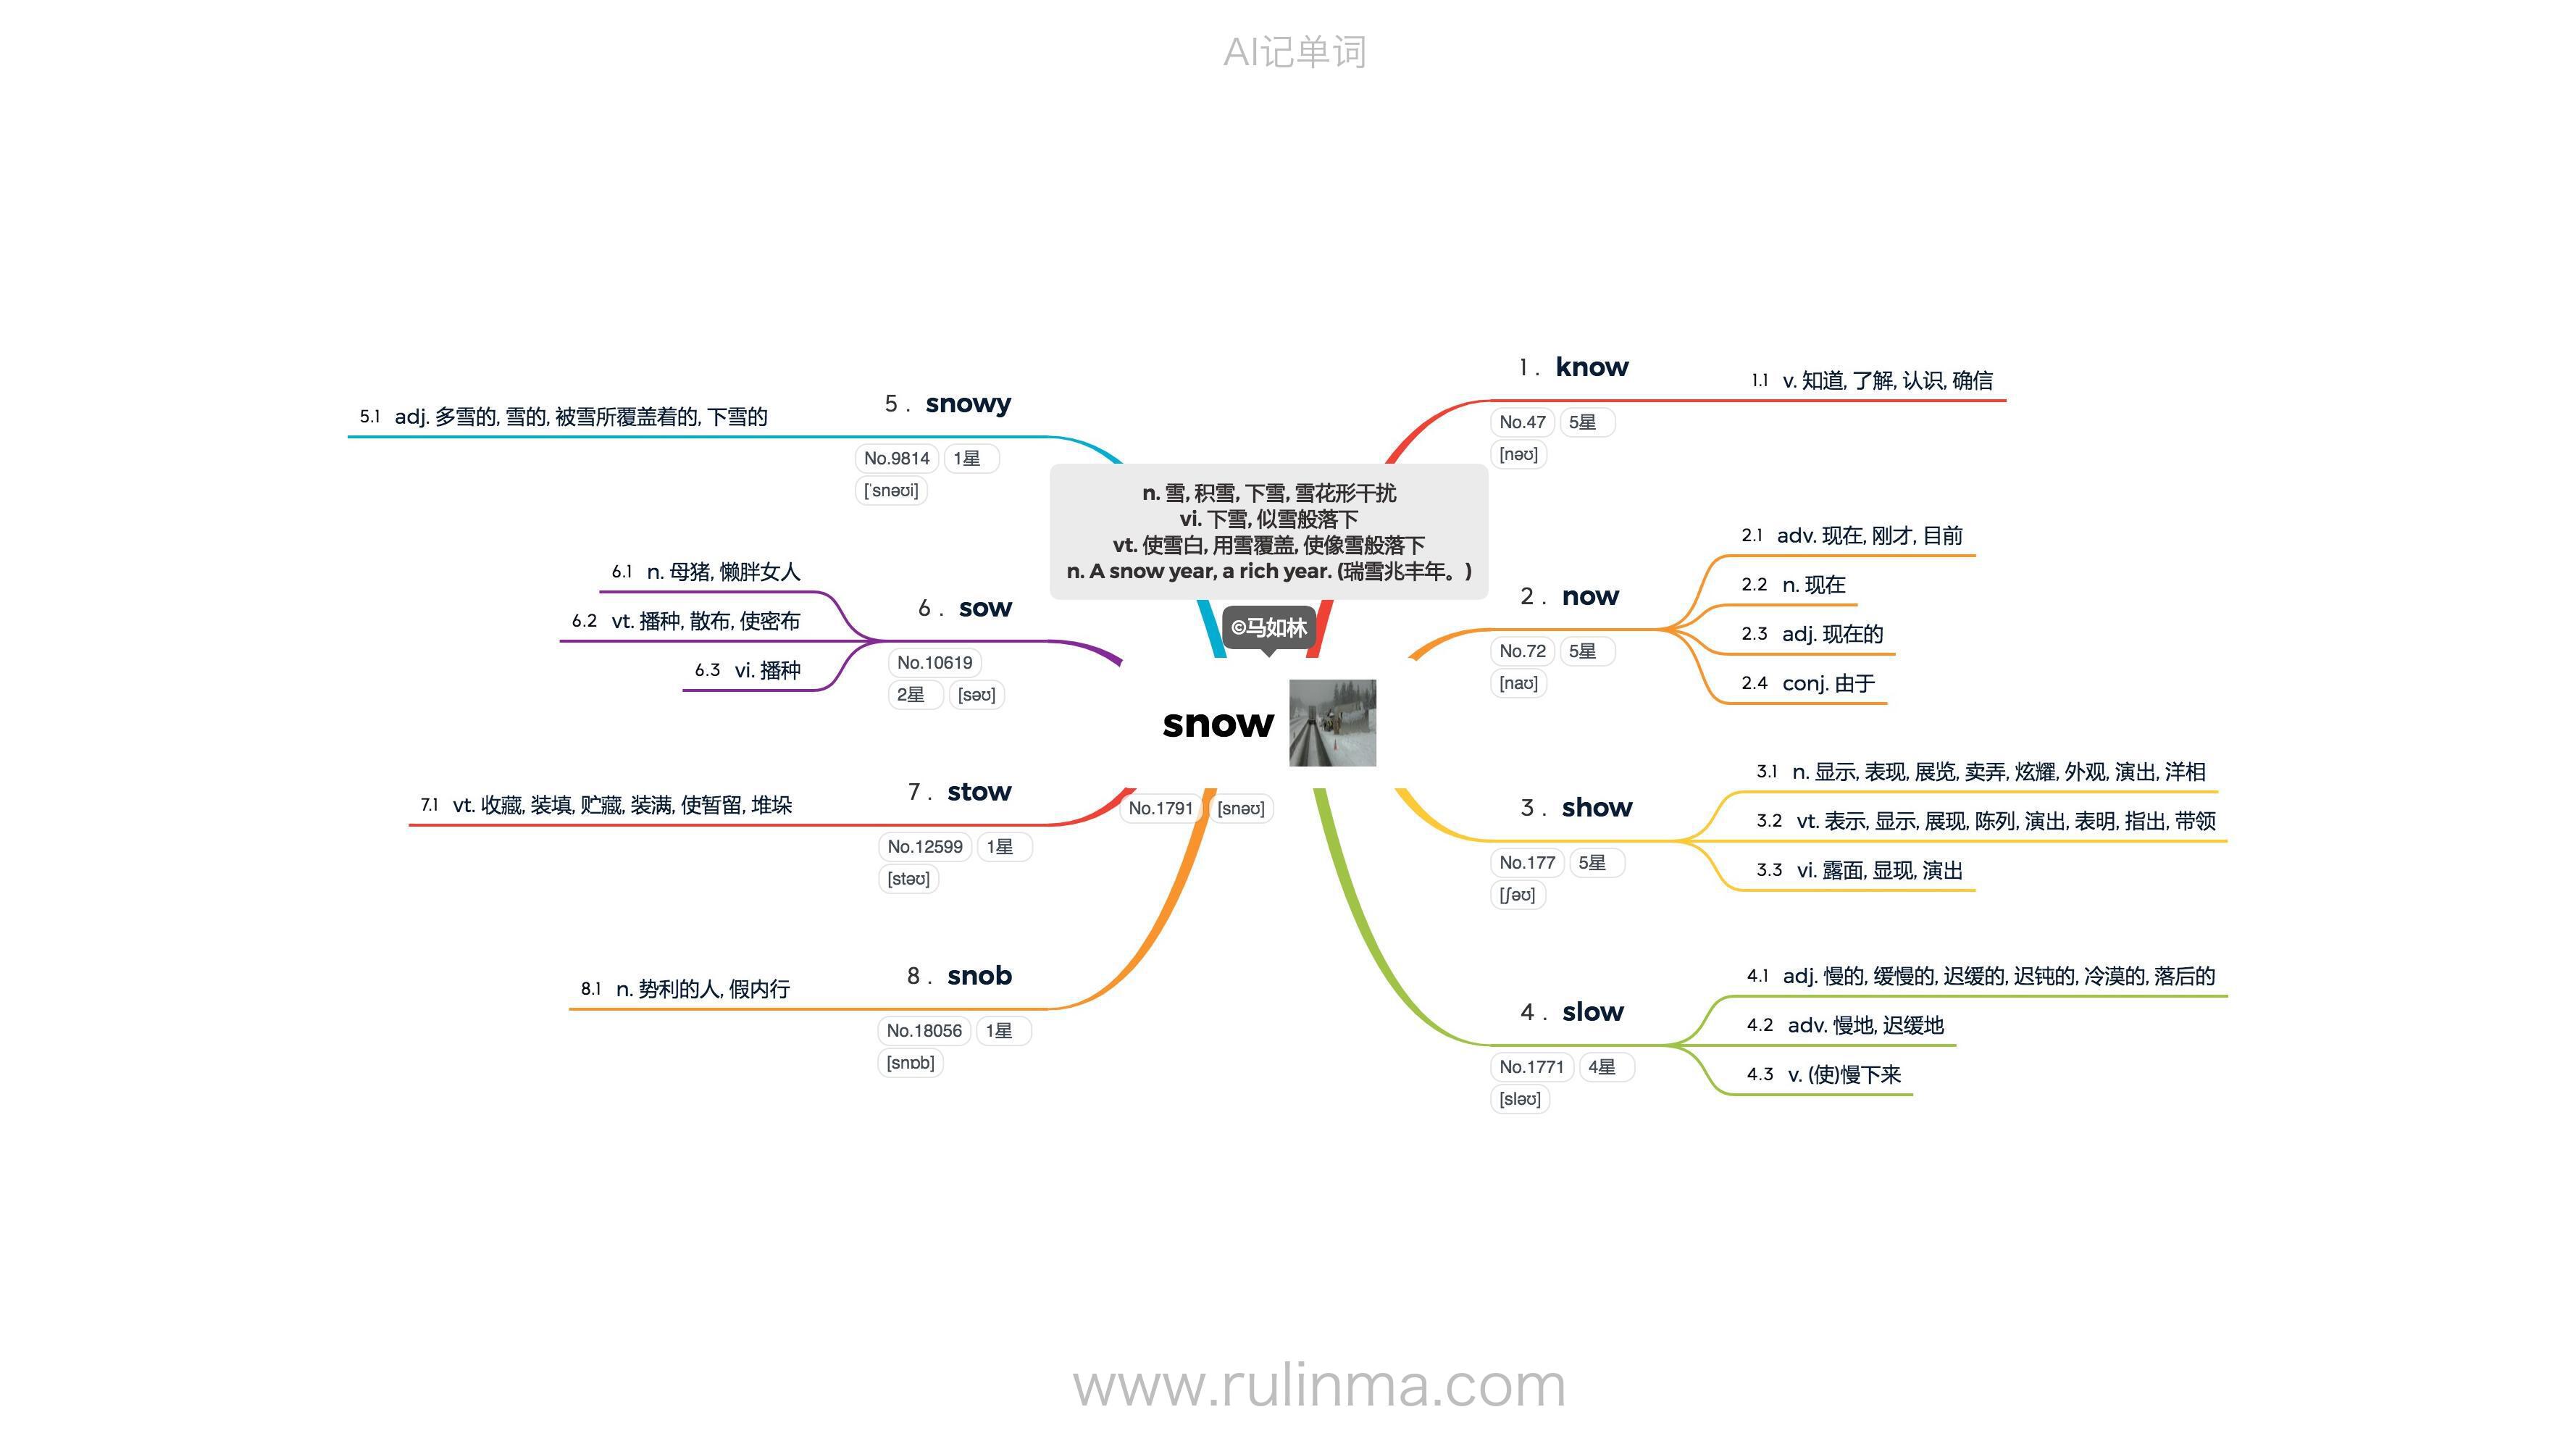 AI记单词
n. 雪, 积雪, 下雪, 雪花形干扰
vi. 下雪, 似雪般落下
vt. 使雪白, 用雪覆盖, 使像雪般落下
n. A snow year, a rich year. (瑞雪兆丰年。)
©马如林
snow
No.1791 [snəʊ]
1 . know
No.47 5星
[nəʊ]
1.1 v. 知道, 了解, 认识, 确信
2 . now
No.72 5星
[naʊ]
2.1 adv. 现在, 刚才, 目前
2.2 n. 现在
2.3 adj. 现在的
2.4 conj. 由于
3 . show
No.177 5星
[ʃəʊ]
3.1 n. 显示, 表现, 展览, 卖弄, 炫耀, 外观, 演出, 洋相
3.2 vt. 表示, 显示, 展现, 陈列, 演出, 表明, 指出, 带领
3.3 vi. 露面, 显现, 演出
4 . slow
No.1771 4星
[sləʊ]
4.1 adj. 慢的, 缓慢的, 迟缓的, 迟钝的, 冷漠的, 落后的
4.2 adv. 慢地, 迟缓地
4.3 v. (使)慢下来
5 . snowy
No.9814 1星
[ˈsnəʊi]
5.1 adj. 多雪的, 雪的, 被雪所覆盖着的, 下雪的
6 . sow
No.10619
2星 [səʊ]
6.1 n. 母猪, 懒胖女人
6.2 vt. 播种, 散布, 使密布
6.3 vi. 播种
7 . stow
No.12599 1星
[stəʊ]
7.1 vt. 收藏, 装填, 贮藏, 装满, 使暂留, 堆垛
8 . snob
No.18056 1星
[snɒb]
8.1 n. 势利的人, 假内行
www.rulinma.com